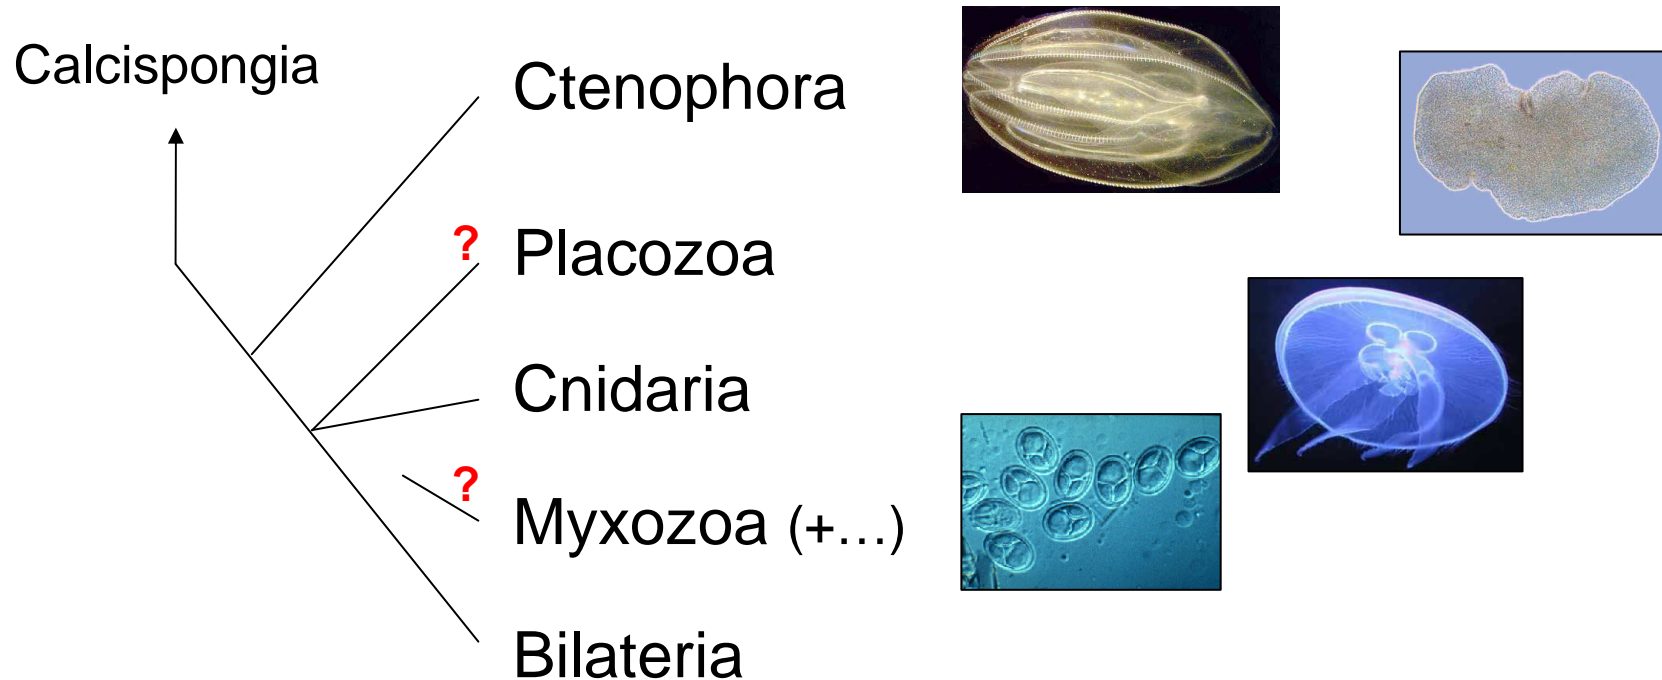 Calcispongia
Ctenophora
? Placozoa
Cnidaria
?
Myxozoa (+…)
Bilateria